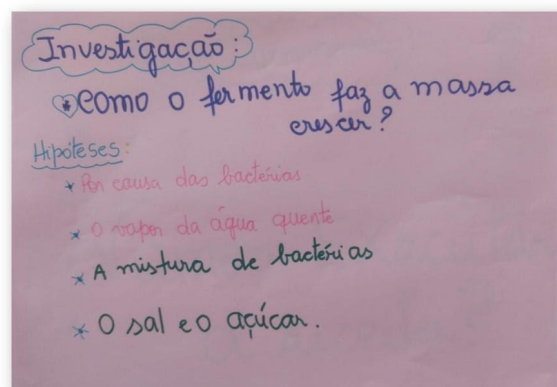 Investigação:
Como o fermento faz a massa
crescer?
Hipóteses:
* Por causa das bactérias
* O vapor da água quente
* A mistura de bactérias
* O sal e o açúcar.